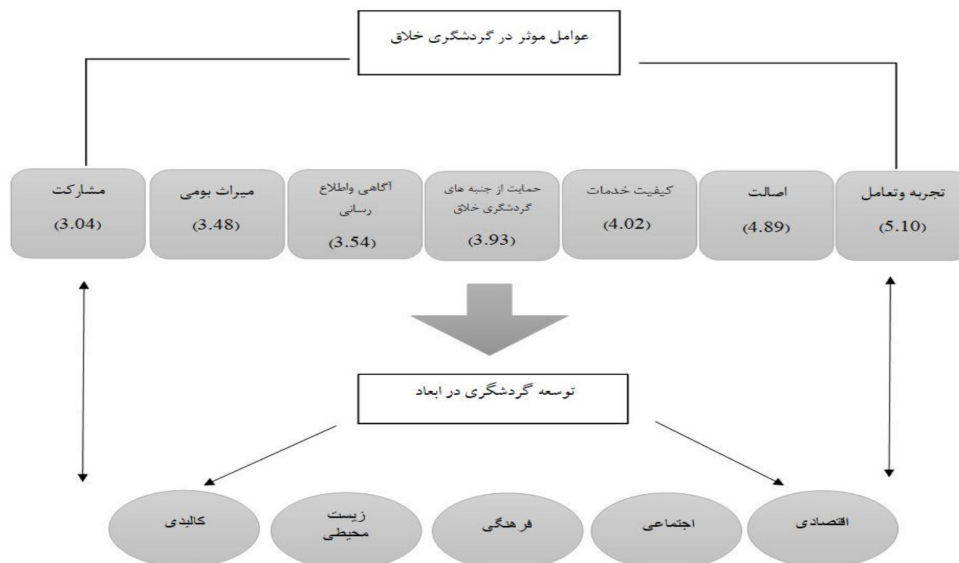 عوامل موثر در گردشگری خلاق
تجربه وتعامل
(5.10)
اصالت
(4.89)
کیفیت خدمات
(4.02)
حمایت از جنبه های
گردشگری خلاق
(3.93)
آگاهی واطلاع
رسانی
(3.54)
میراث بومی
(3.48)
مشارکت
(3.04)
توسعه گردشگری در ابعاد
اقتصادی
اجتماعی
فرهنگی
زیست
محیطی
کالبدی